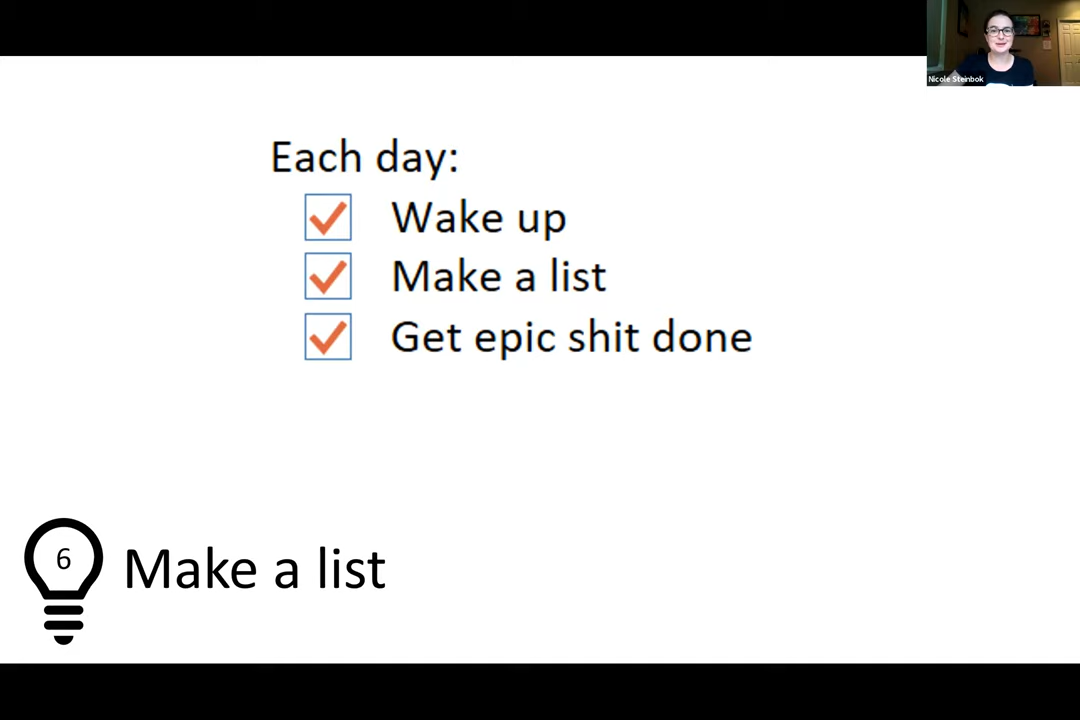 Nicole Steinbok
Each day:
Wake up
Make a list
Get epic shit done
6
Make a list